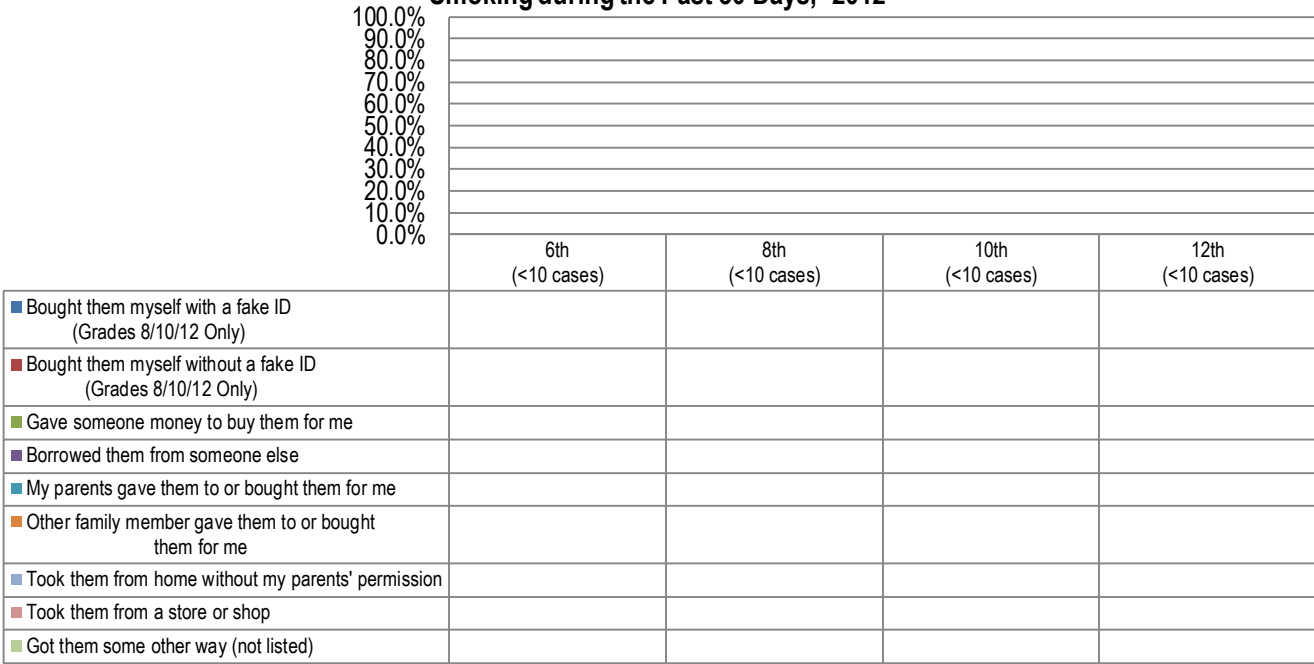 during the Past 30 Days, 2012
100.0%
90.0%
80.0%
70.0%
60.0%
50.0%
40.0%
30.0%
20.0%
10.0%
0.0%
6th 8th 10th 12th
(<10 cases) (<10 cases) (<10 cases) (<10 cases)
Bought them myself with a fake ID
(Grades 8/10/12 Only)
Bought them myself without a fake ID
(Grades 8/10/12 Only)
Gave someone money to buy them for me
Borrowed them from someone else
My parents gave them to or bought them for me
Other family member gave them to or bought
them for me
Took them from home without my parents' permission
Took them from a store or shop
Got them some other way (not listed)